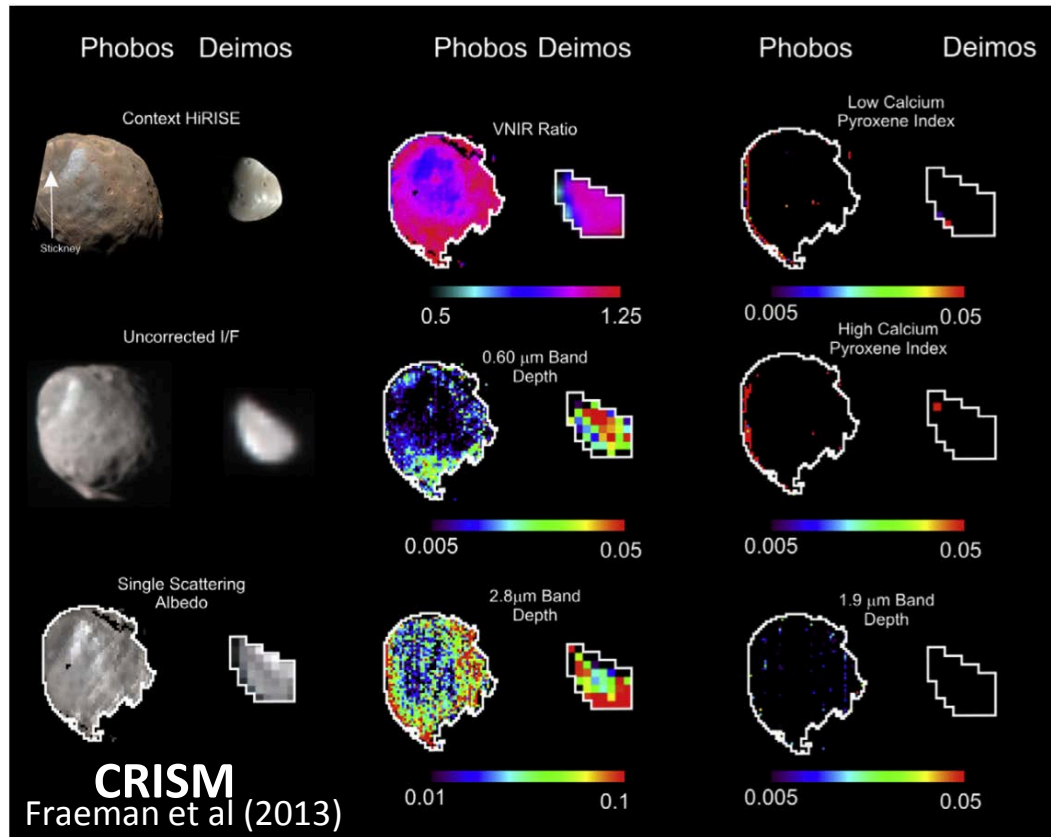 Phobos Deimos
Phobos Deimos
Phobos
Deimos
Context HiRISE
Stickney
VNIR Ratio
0.5 1.25
Low Calcium
Pyroxene Index
0.005 0.05
Uncorrected I/F
0.60 μm Band
Depth
0.005 0.05
High Calcium
Pyroxene Index
0.005 0.05
Single Scattering
Albedo
2.8μm Band
Depth
0.01 0.1
1.9 μm Band
Depth
0.005 0.05
CRISM
Fraeman et al (2013)